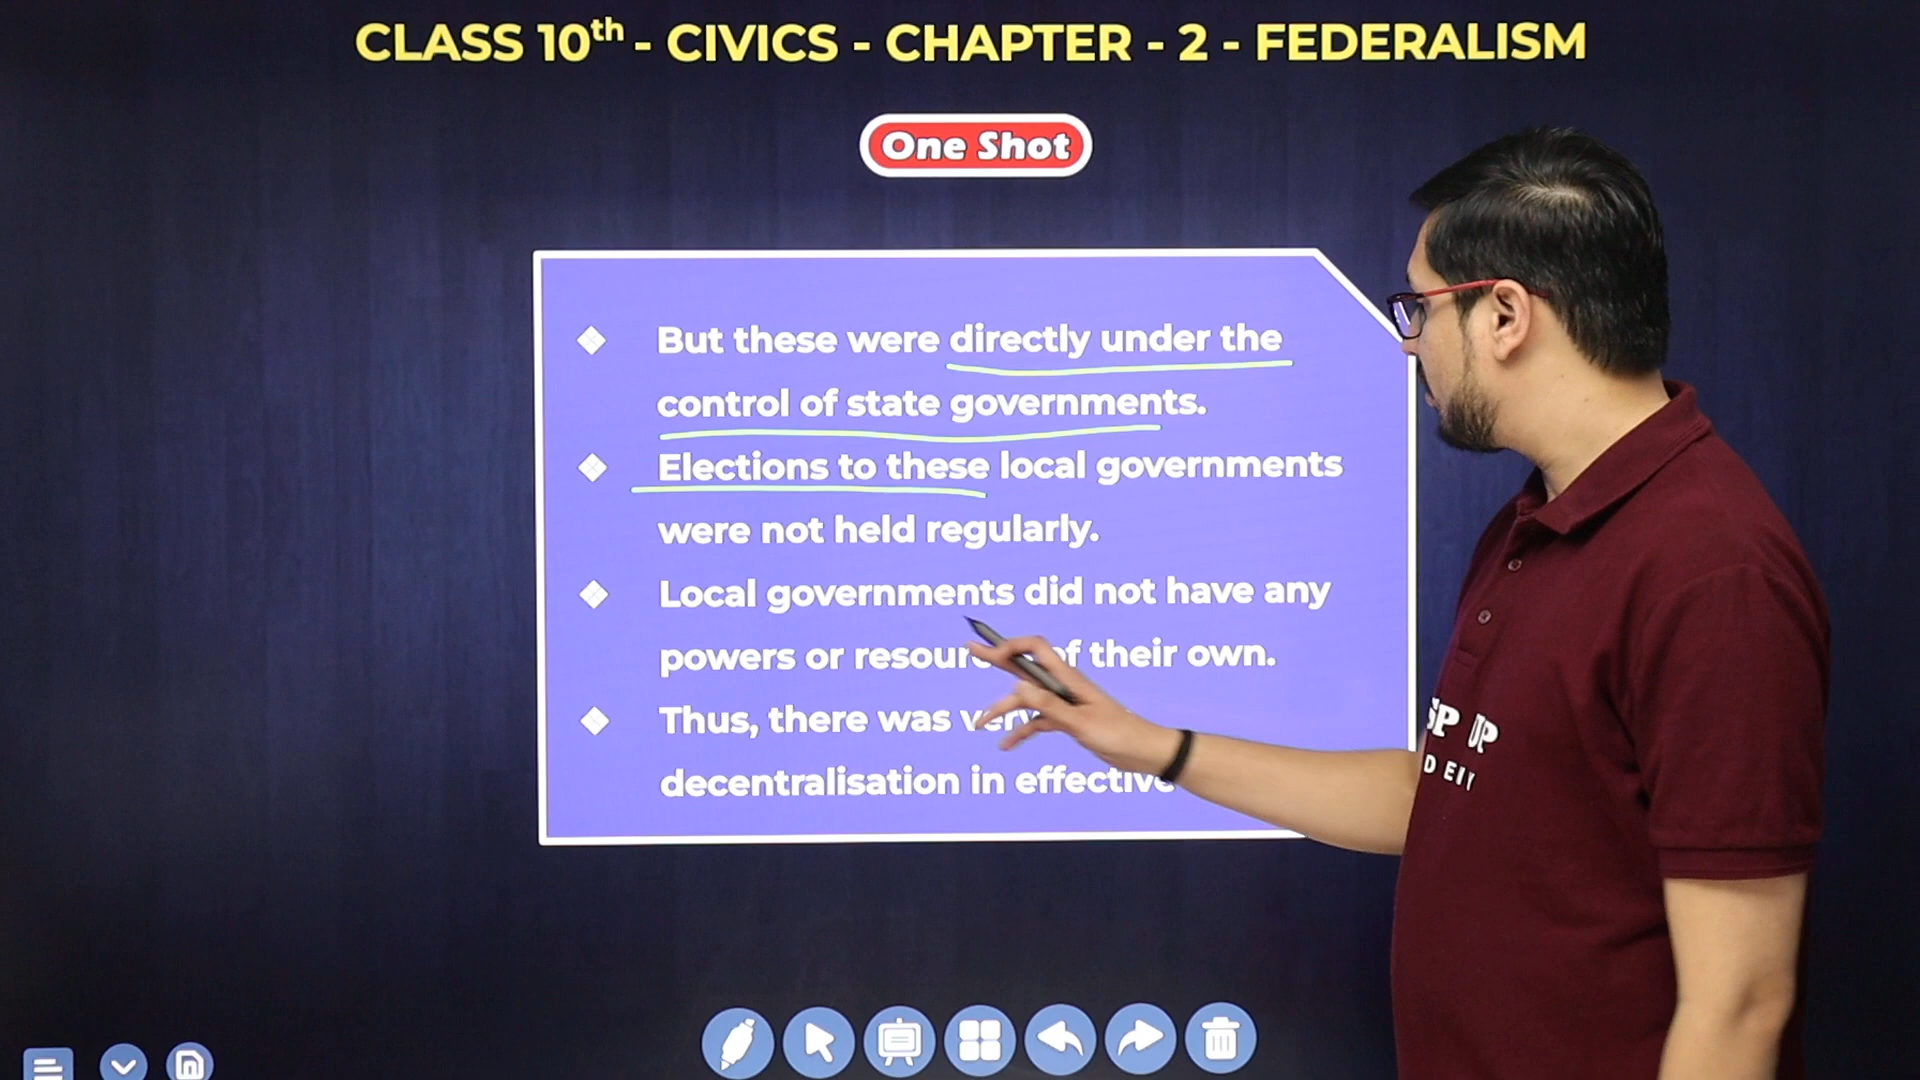 CLASS 10th - CIVICS - CHAPTER - 2 - FEDERALISM
One Shot
But these were directly under the
control of state governments.
Elections to these local governments
were not held regularly.
Local governments did not have any
powers or of their own.
Thus, there was very
decentralisation in effective